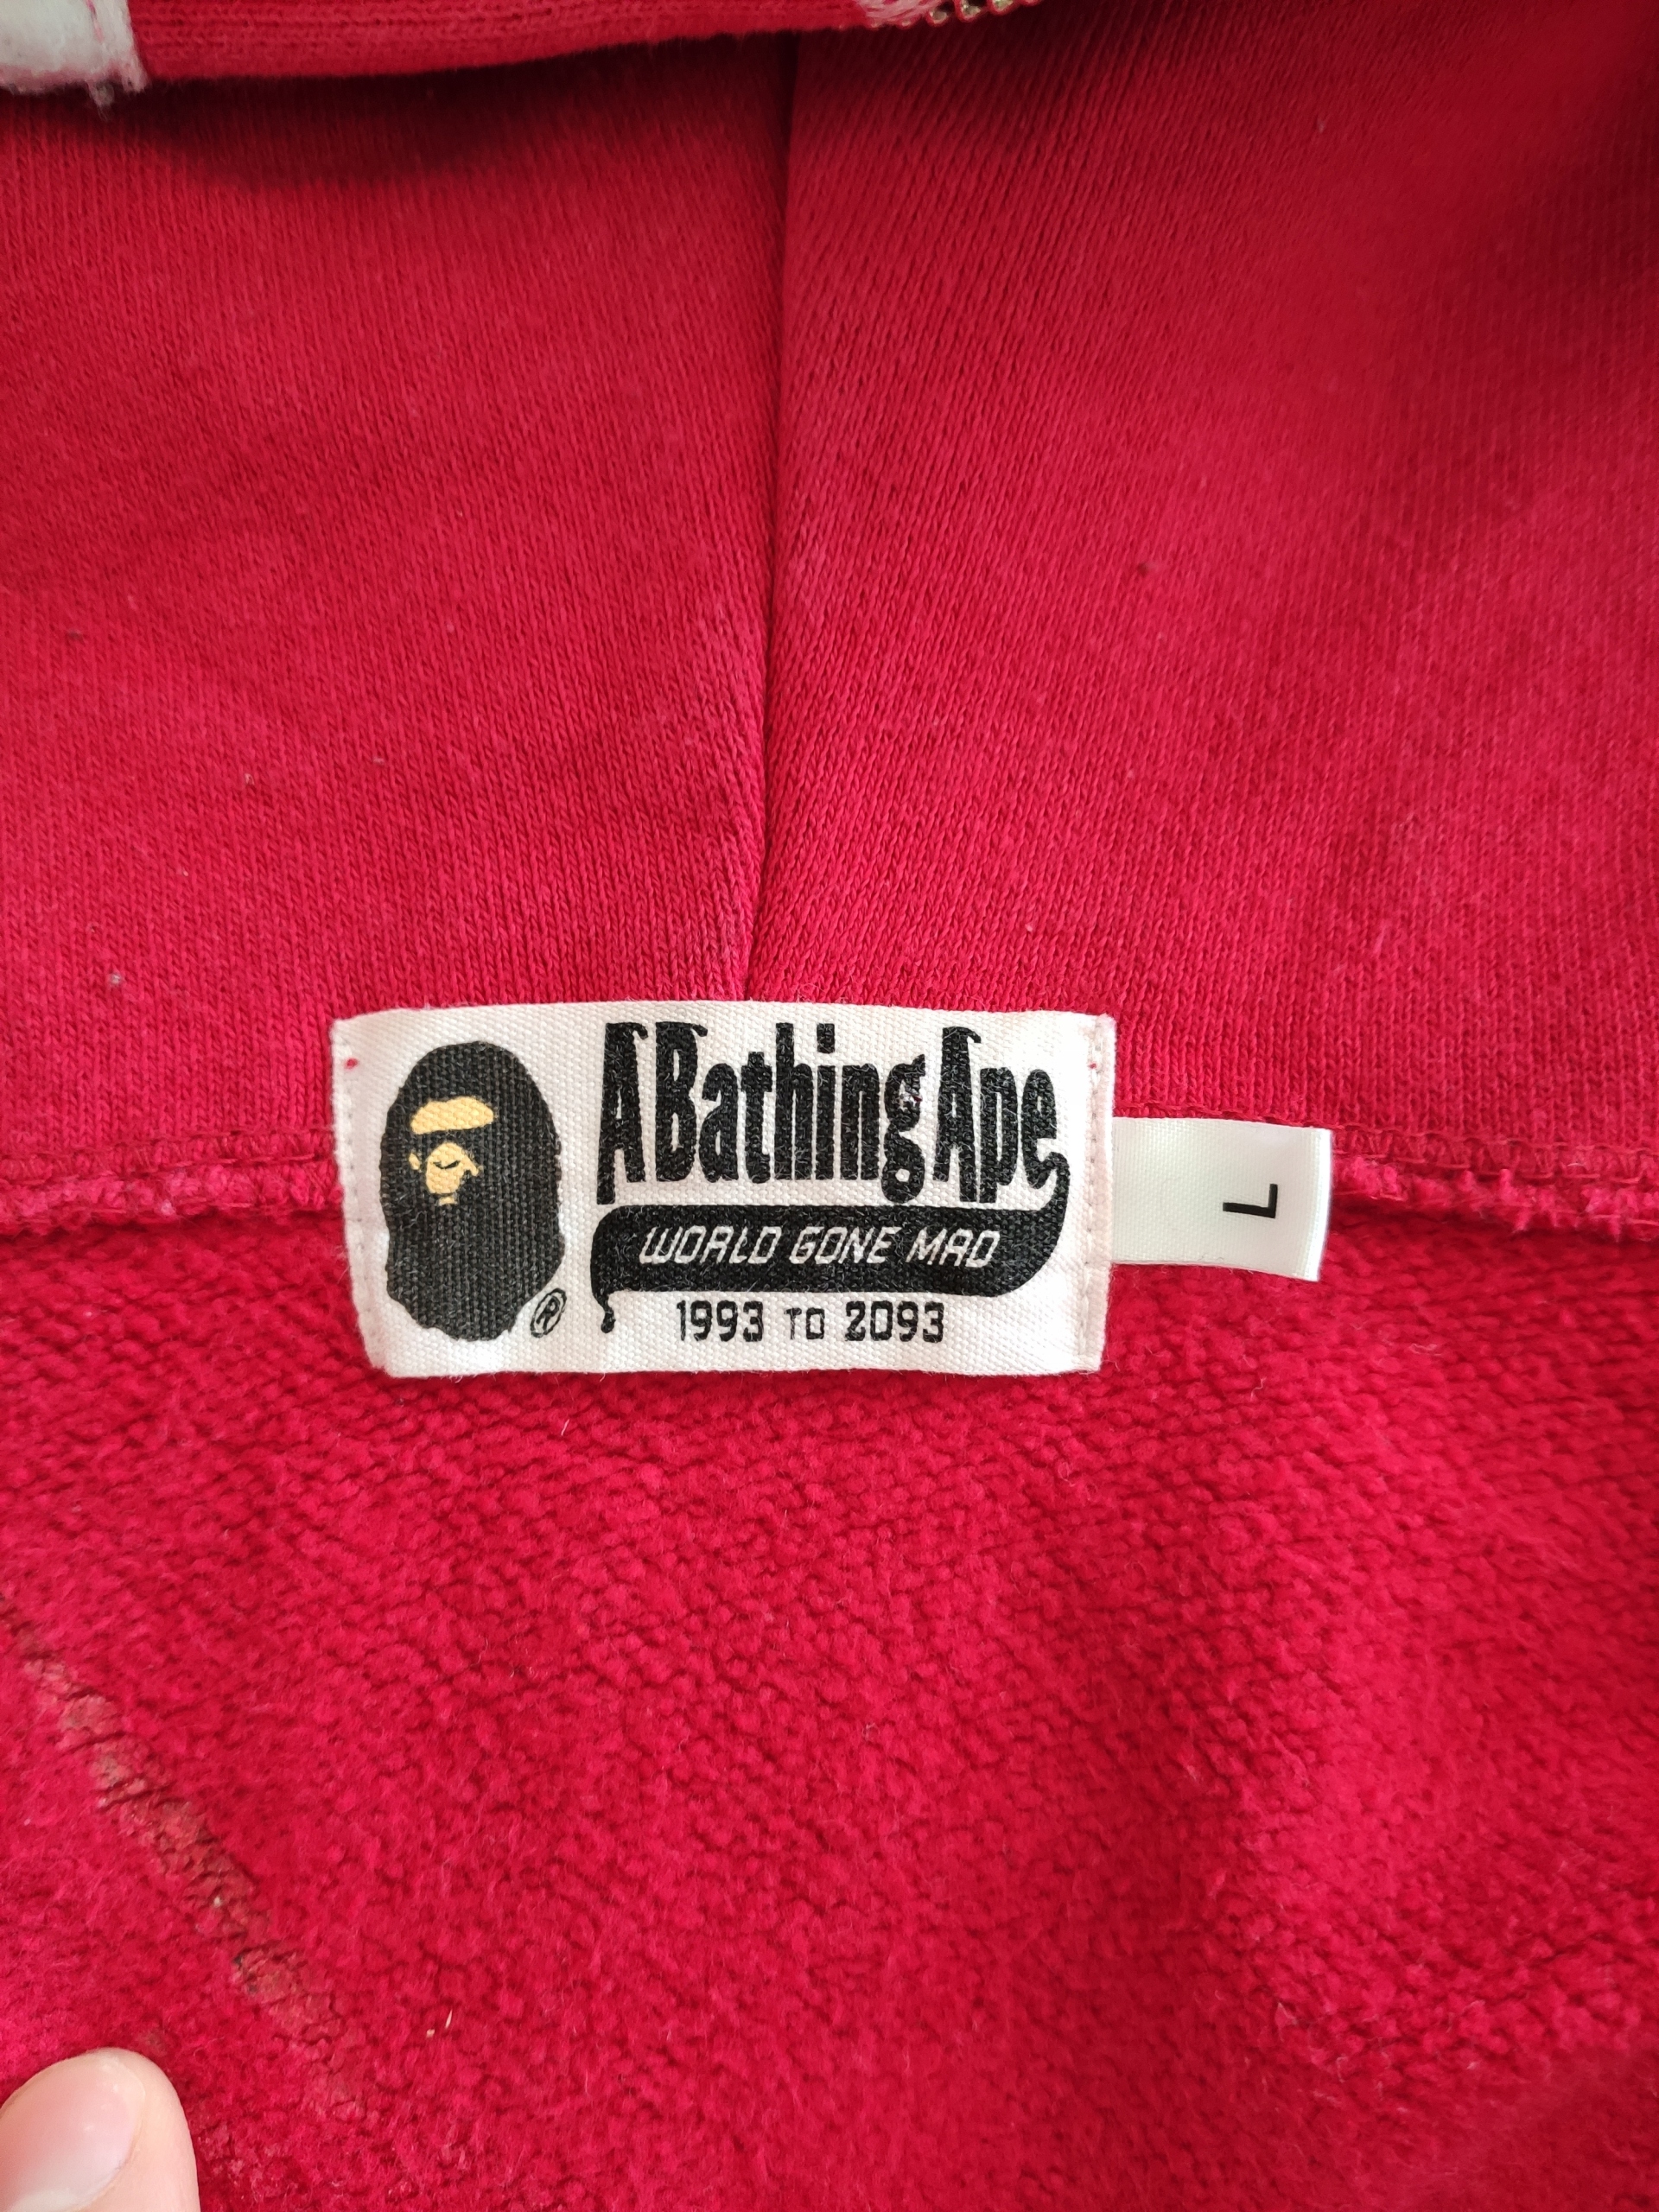 A Bathing Ape
WORLD GONE MAD
1993 TO 2093
®
L